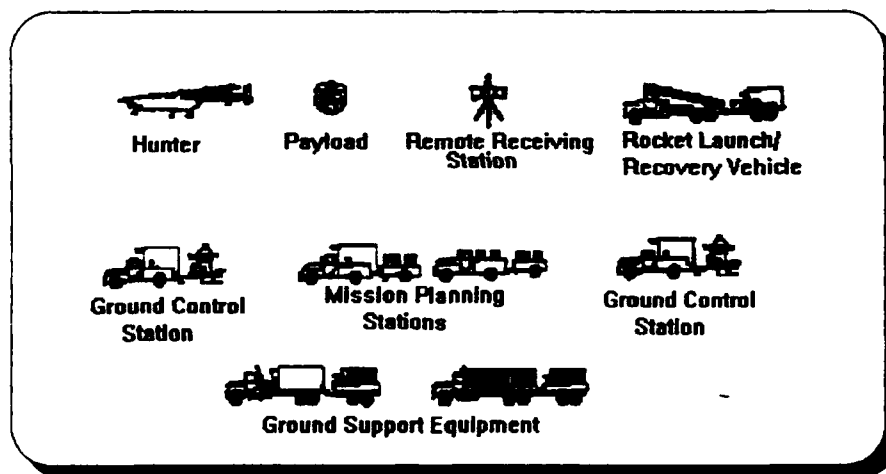 Hunter
Payload
Remote Receiving
Station
Rocket Launch/
Recovery Vehicle
Ground Control
Station
Mission Planning
Stations
Ground Control
Station
Ground Support Equipment